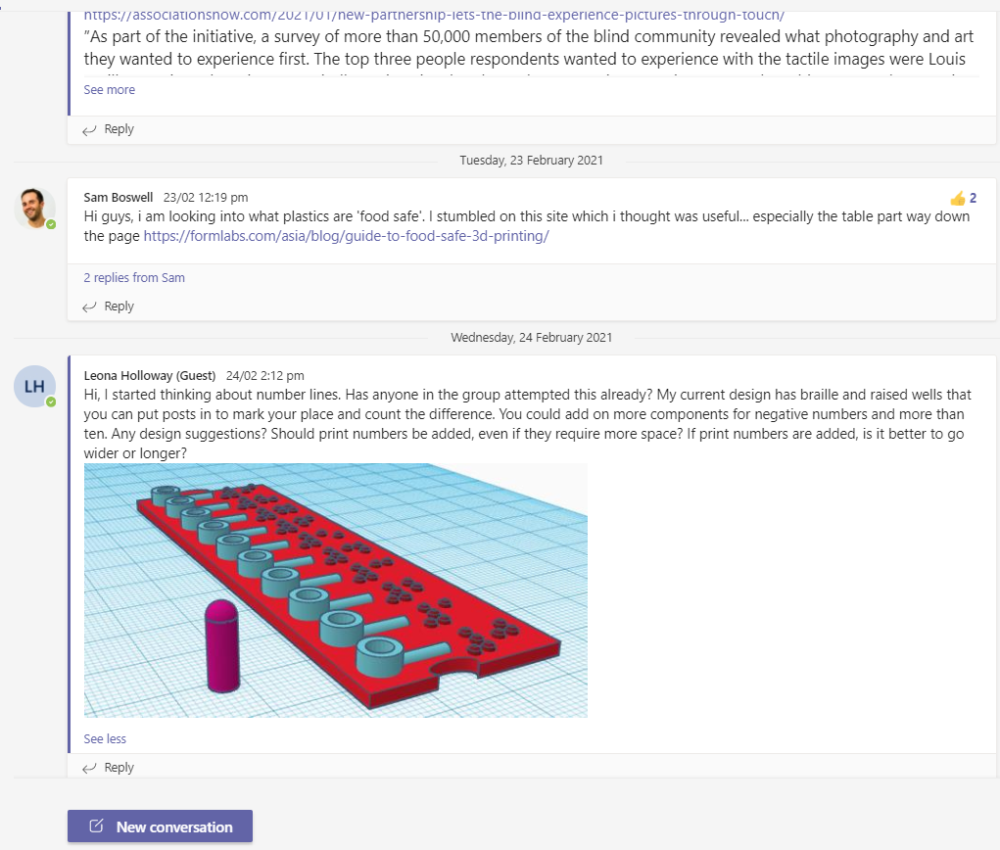 https://associationsnow.com/2021/01/new-partnership-lets-the-blind-experience-pictures-through-touch/
"As part of the initiative, a survey of more than 50,000 members of the blind community revealed what photography and art
they wanted to experience first. The top three people respondents wanted to experience with the tactile images were Louis
See more
Reply
Tuesday, 23 February 2021
Sam Boswell 23/02 12:19 pm
2
Hi guys, i am looking into what plastics are 'food safe'. I stumbled on this site which i thought was useful... especially the table part way down
the page https://formlabs.com/asia/blog/guide-to-food-safe-3d-printing/
2 replies from Sam
Reply
Wednesday, 24 February 2021
LH
Leona Holloway (Guest) 24/02 2:12 pm
Hi, I started thinking about number lines. Has anyone in the group attempted this already? My current design has braille and raised wells that
you can put posts in to mark your place and count the difference. You could add on more components for negative numbers and more than
ten. Any design suggestions? Should print numbers be added, even if they require more space? If print numbers are added, is it better to go
wider or longer?
See less
Reply
New conversation